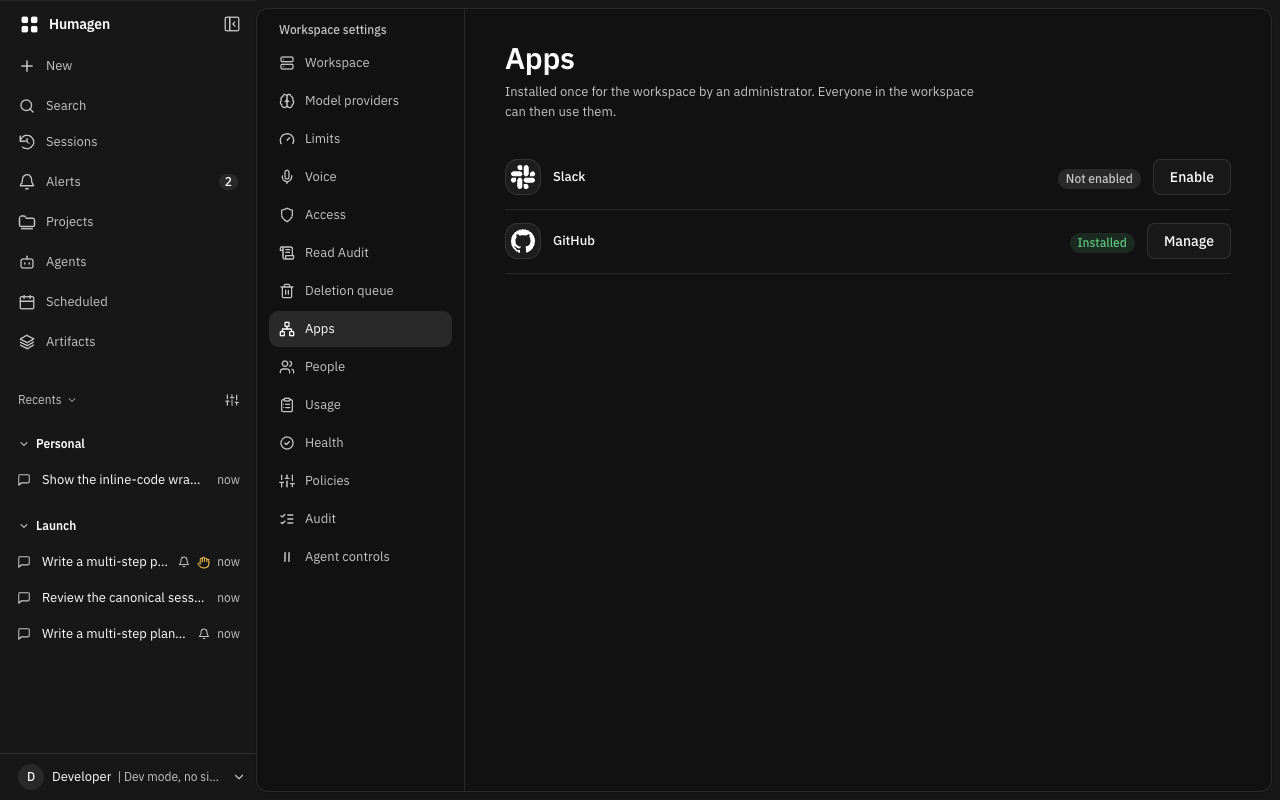 Humagen
New
Search
Sessions
Alerts 2
Projects
Agents
Scheduled
Artifacts
Recents
Personal
Show the inline-code wra... now
Launch
Write a multi-step p... now
Review the canonical sess... now
Write a multi-step plan... now
D Developer | Dev mode, no si...
Workspace settings
Workspace
Model providers
Limits
Voice
Access
Read Audit
Deletion queue
Apps
People
Usage
Health
Policies
Audit
Agent controls
Apps
Installed once for the workspace by an administrator. Everyone in the workspace
can then use them.
Slack Not enabled Enable
GitHub Installed Manage